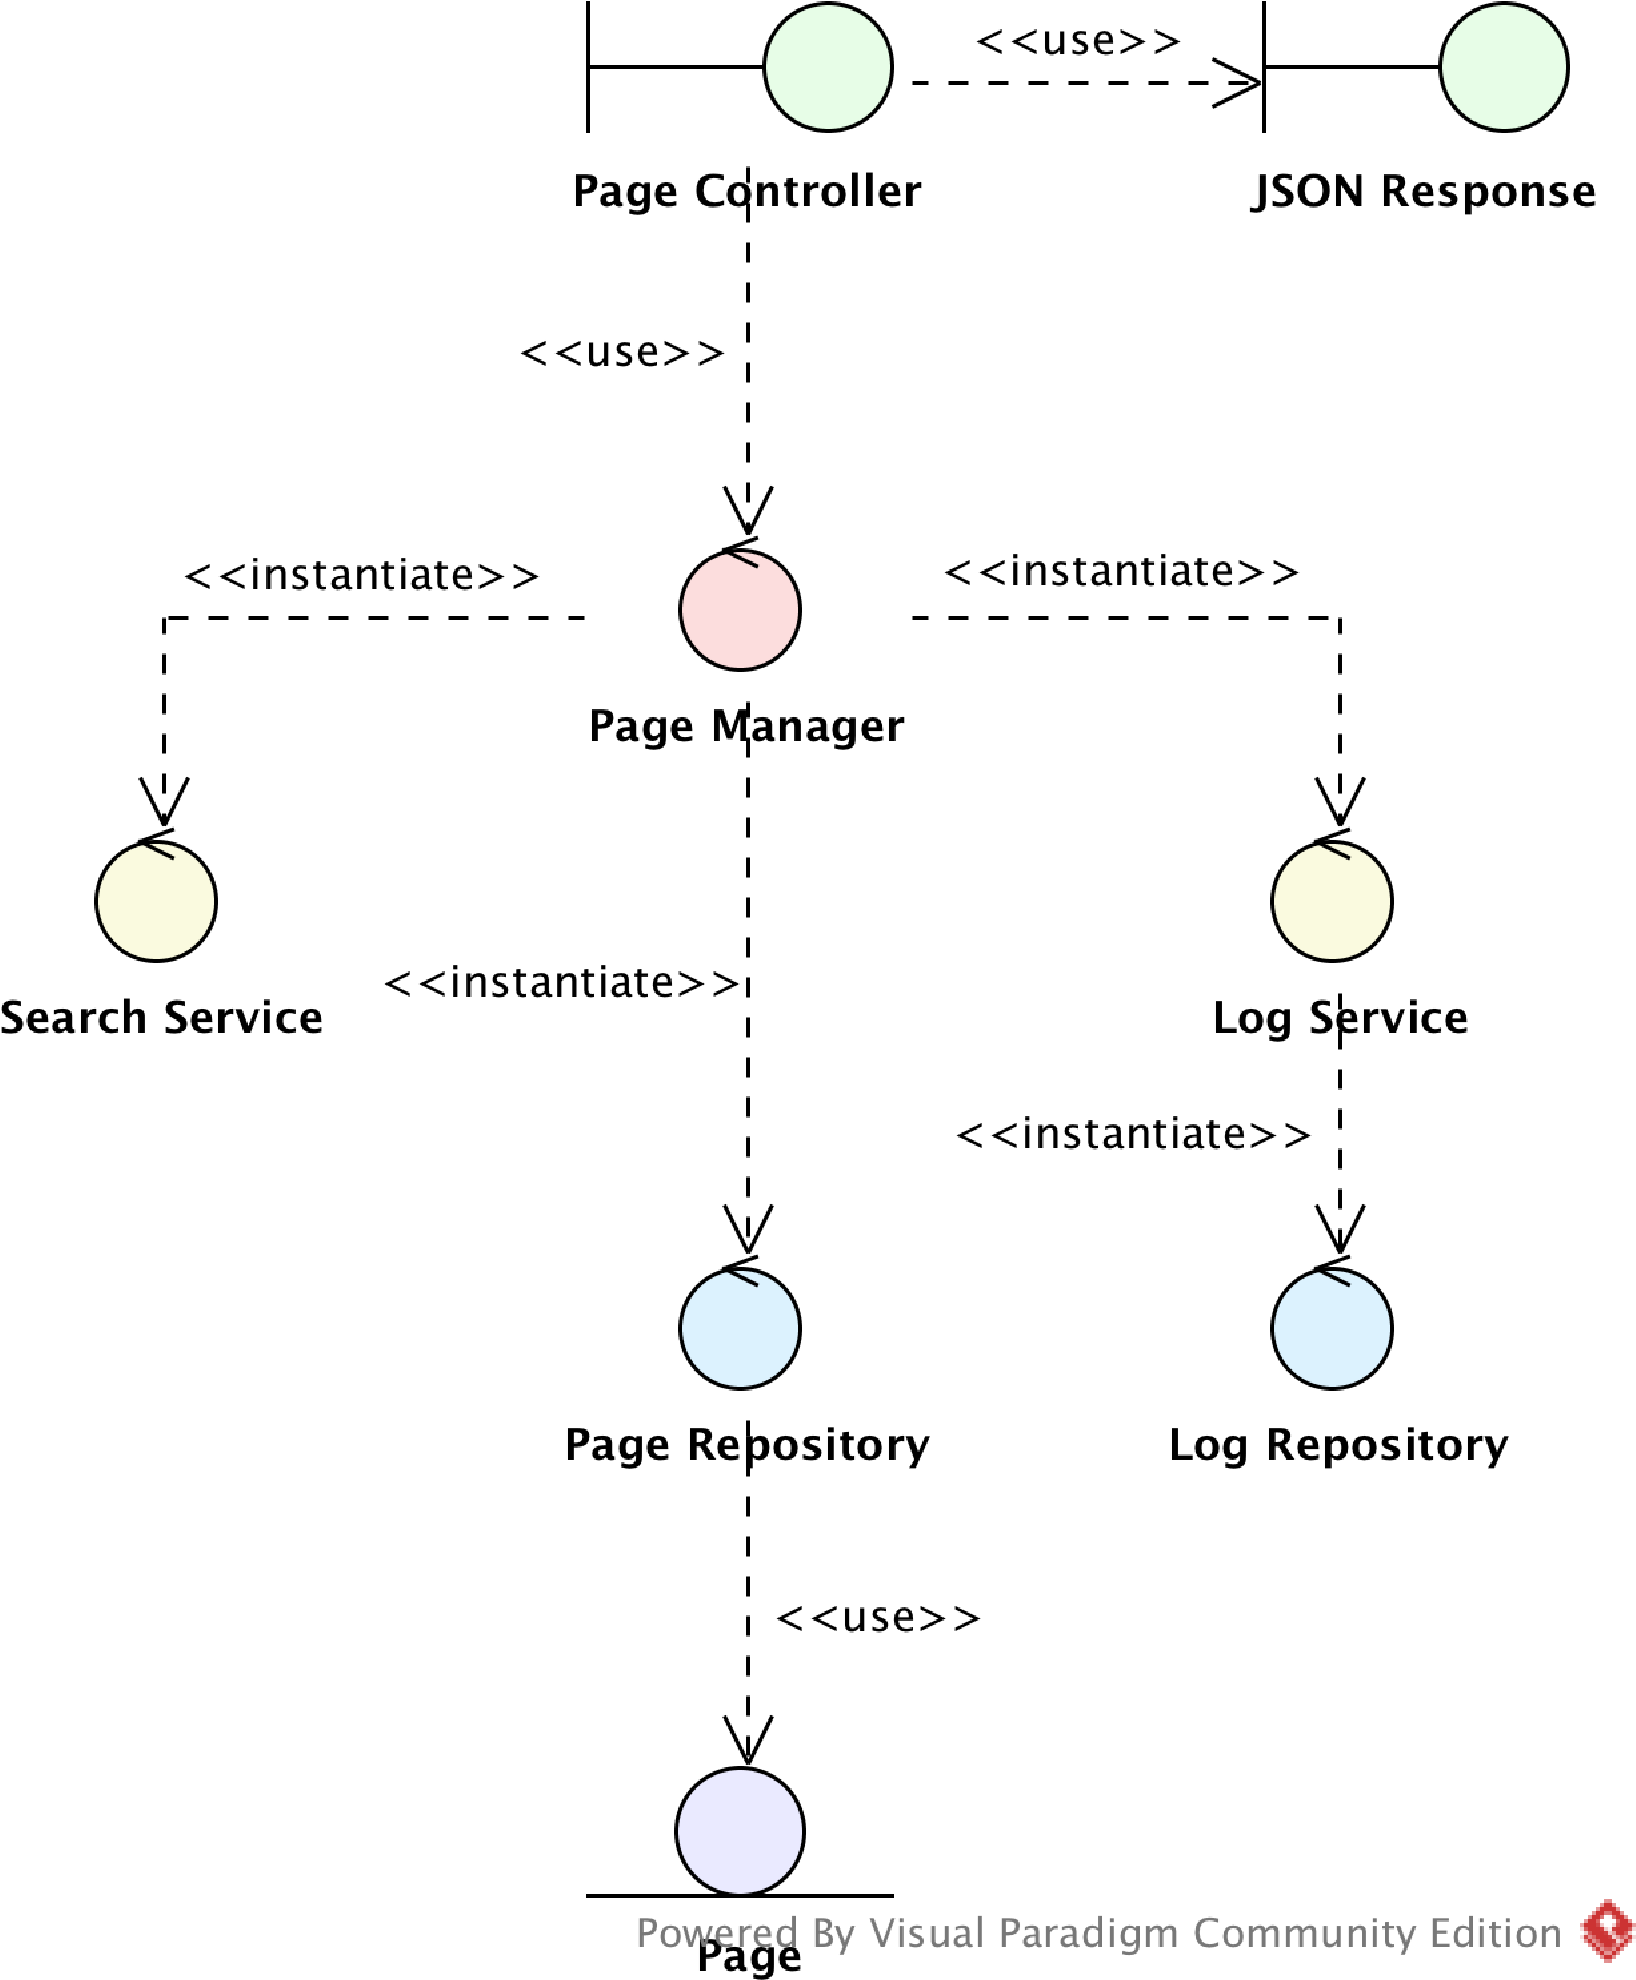 <<use>>
Page Controller
JSON Response
<<use>>
<<instantiate>>
<<instantiate>>
Page Manager
<<instantiate>>
Search Service
Log Service
<<instantiate>>
Page Repository
Log Repository
<<use>>
Powered By Visual Paradigm Community Edition
Page